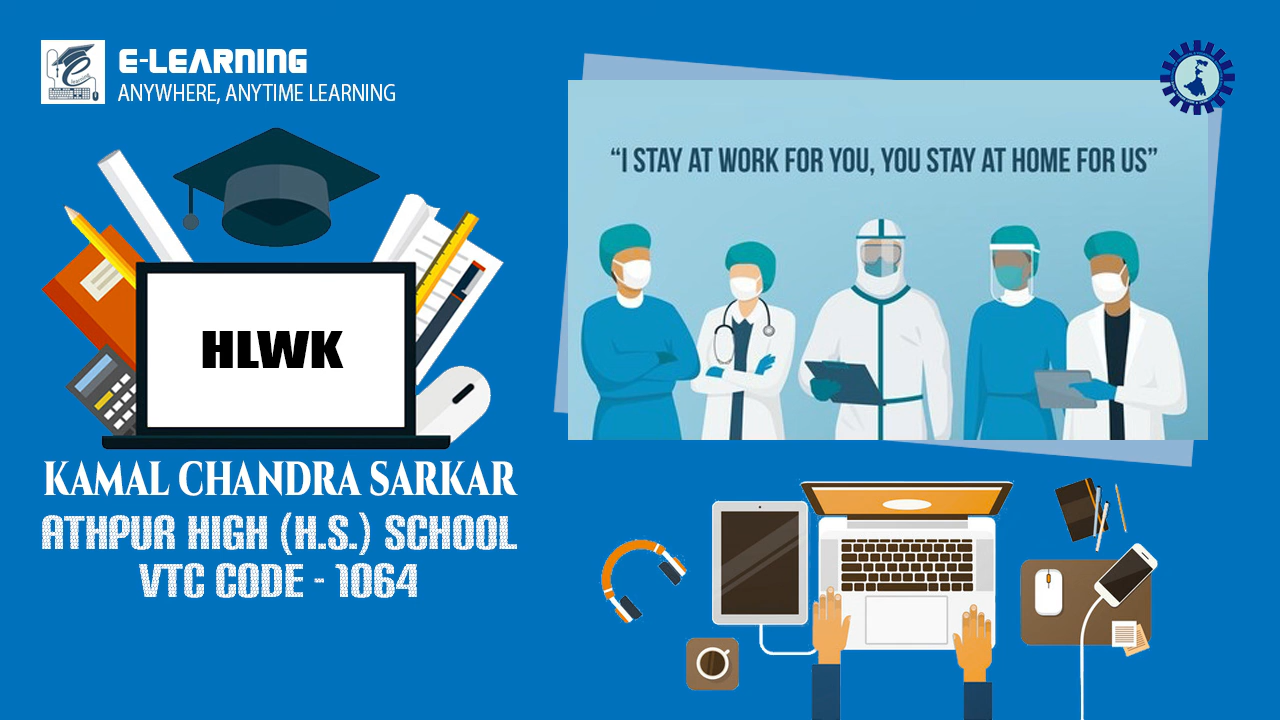 E-LEARNING
ANYWHERE, ANYTIME LEARNING
“I STAY AT WORK FOR YOU, YOU STAY AT HOME FOR US”
HLWK
KAMAL CHANDRA SARKAR
ATHPUR HIGH (H.S.) SCHOOL
VTC CODE - 1064